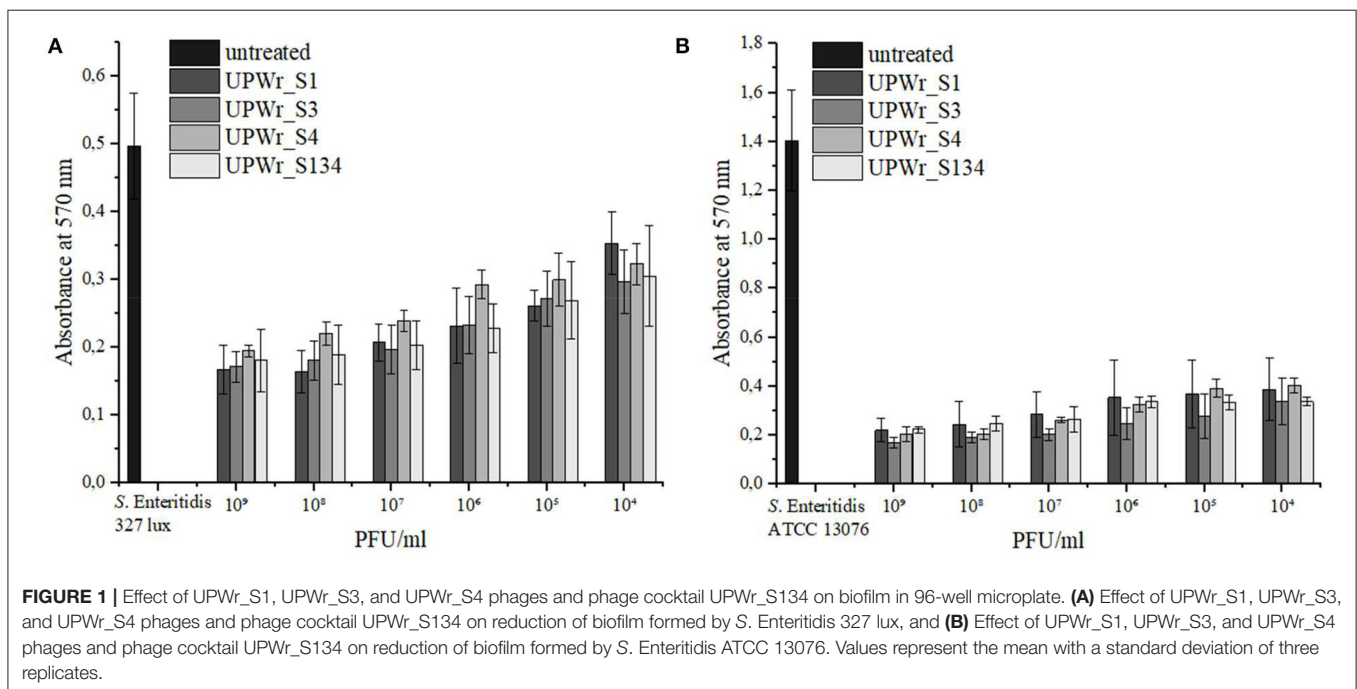 A
untreated
UPWr_S1
UPWr_S3
UPWr_S4
UPWr_S134
Absorbance at 570 nm
0,6
0,5
0,4
0,3
0,2
0,1
0,0
S. Enteritidis
327 lux
10⁹
10⁸
10⁷
10⁶
10⁵
10⁴
PFU/ml
B
untreated
UPWr_S1
UPWr_S3
UPWr_S4
UPWr_S134
Absorbance at 570 nm
1,8
1,6
1,4
1,2
1,0
0,8
0,6
0,4
0,2
0,0
S. Enteritidis
ATCC 13076
10⁹
10⁸
10⁷
10⁶
10⁵
10⁴
PFU/ml
FIGURE 1 | Effect of UPWr_S1, UPWr_S3, and UPWr_S4 phages and phage cocktail UPWr_S134 on biofilm in 96-well microplate. (A) Effect of UPWr_S1, UPWr_S3,
and UPWr_S4 phages and phage cocktail UPWr_S134 on reduction of biofilm formed by S. Enteritidis 327 lux, and (B) Effect of UPWr_S1, UPWr_S3, and UPWr_S4
phages and phage cocktail UPWr_S134 on reduction of biofilm formed by S. Enteritidis ATCC 13076. Values represent the mean with a standard deviation of three
replicates.